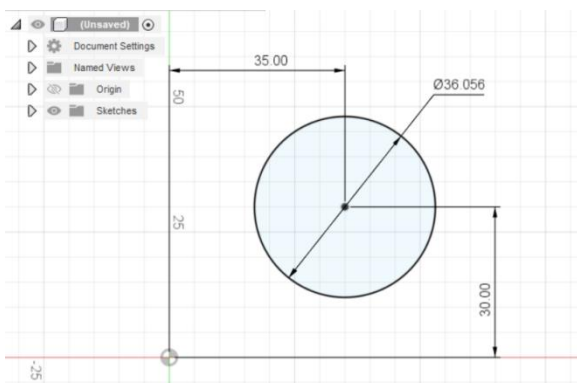 (Unsaved)
Document Settings
Named Views
Origin
Sketches
35.00
Ø36.056
50
25
30.00
-25